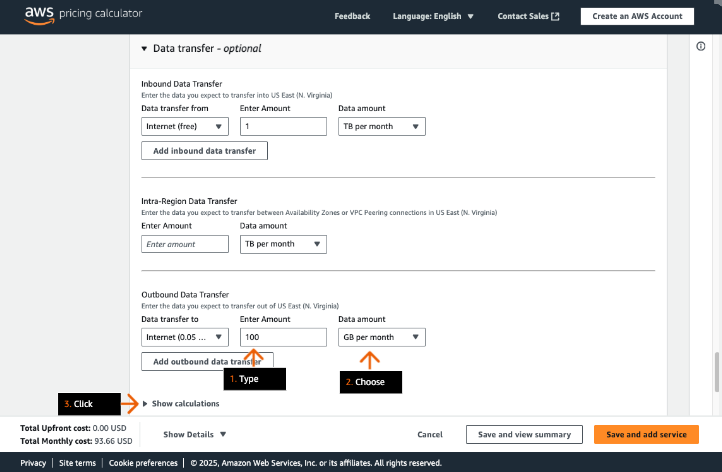 aws pricing calculator Feedback Language: English Contact Sales Create an AWS Account
Data transfer - optional
Inbound Data Transfer
Enter the data you expect to transfer into US East (N. Virginia)
Data transfer from Enter Amount Data amount
Internet (free) 1 TB per month
Add inbound data transfer
Intra-Region Data Transfer
Enter the data you expect to transfer between Availability Zones or VPC Peering connections in US East (N. Virginia)
Enter Amount Data amount
Enter amount TB per month
Outbound Data Transfer
Enter the data you expect to transfer out of US East (N. Virginia)
Data transfer to Enter Amount Data amount
Internet (0.05 ... 100 GB per month
Add outbound data transfer
1. Type 2. Choose
3. Click Show calculations
Total Upfront cost: 0.00 USD
Total Monthly cost: 93.66 USD
Show Details Cancel Save and view summary Save and add service
Privacy | Site terms | Cookie preferences | © 2025, Amazon Web Services, Inc. or its affiliates. All rights reserved.